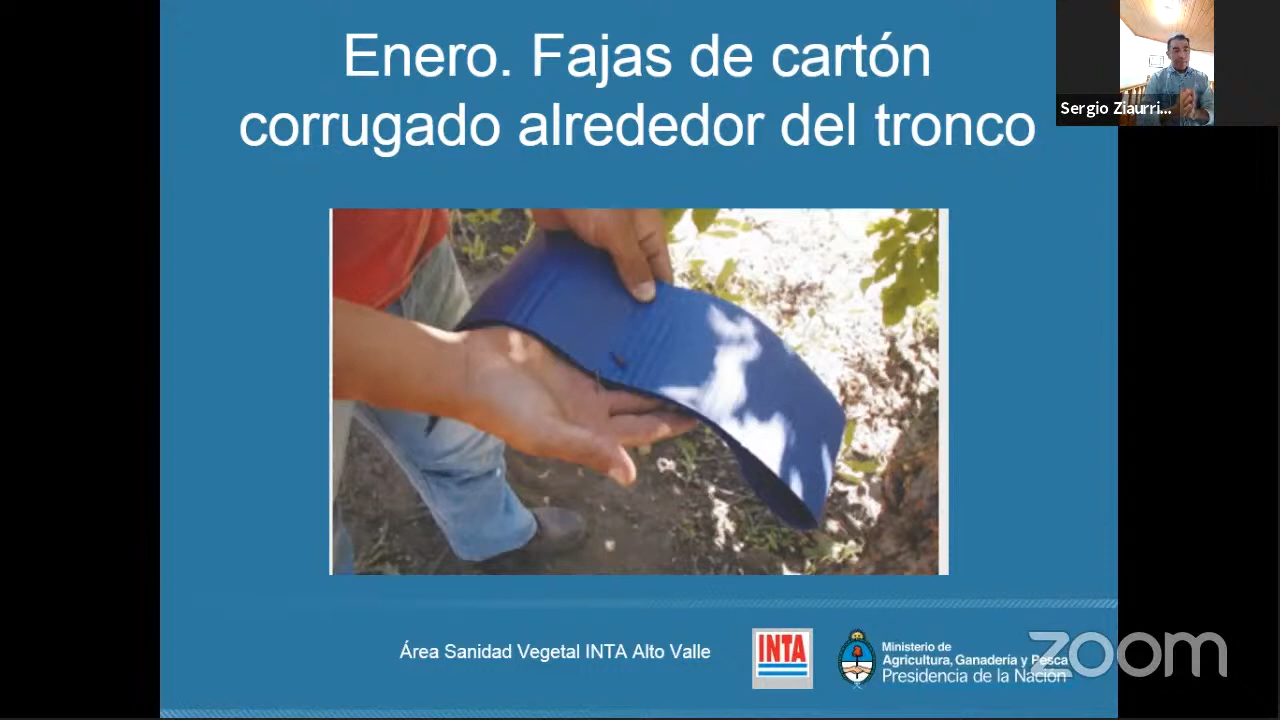 Enero. Fajas de cartón
corrugado alrededor del tronco
Sergio Ziaurri...
Área Sanidad Vegetal INTA Alto Valle
INTA
Ministerio de
Agricultura, Ganadería y Pesca
Presidencia de la Nación
zoom